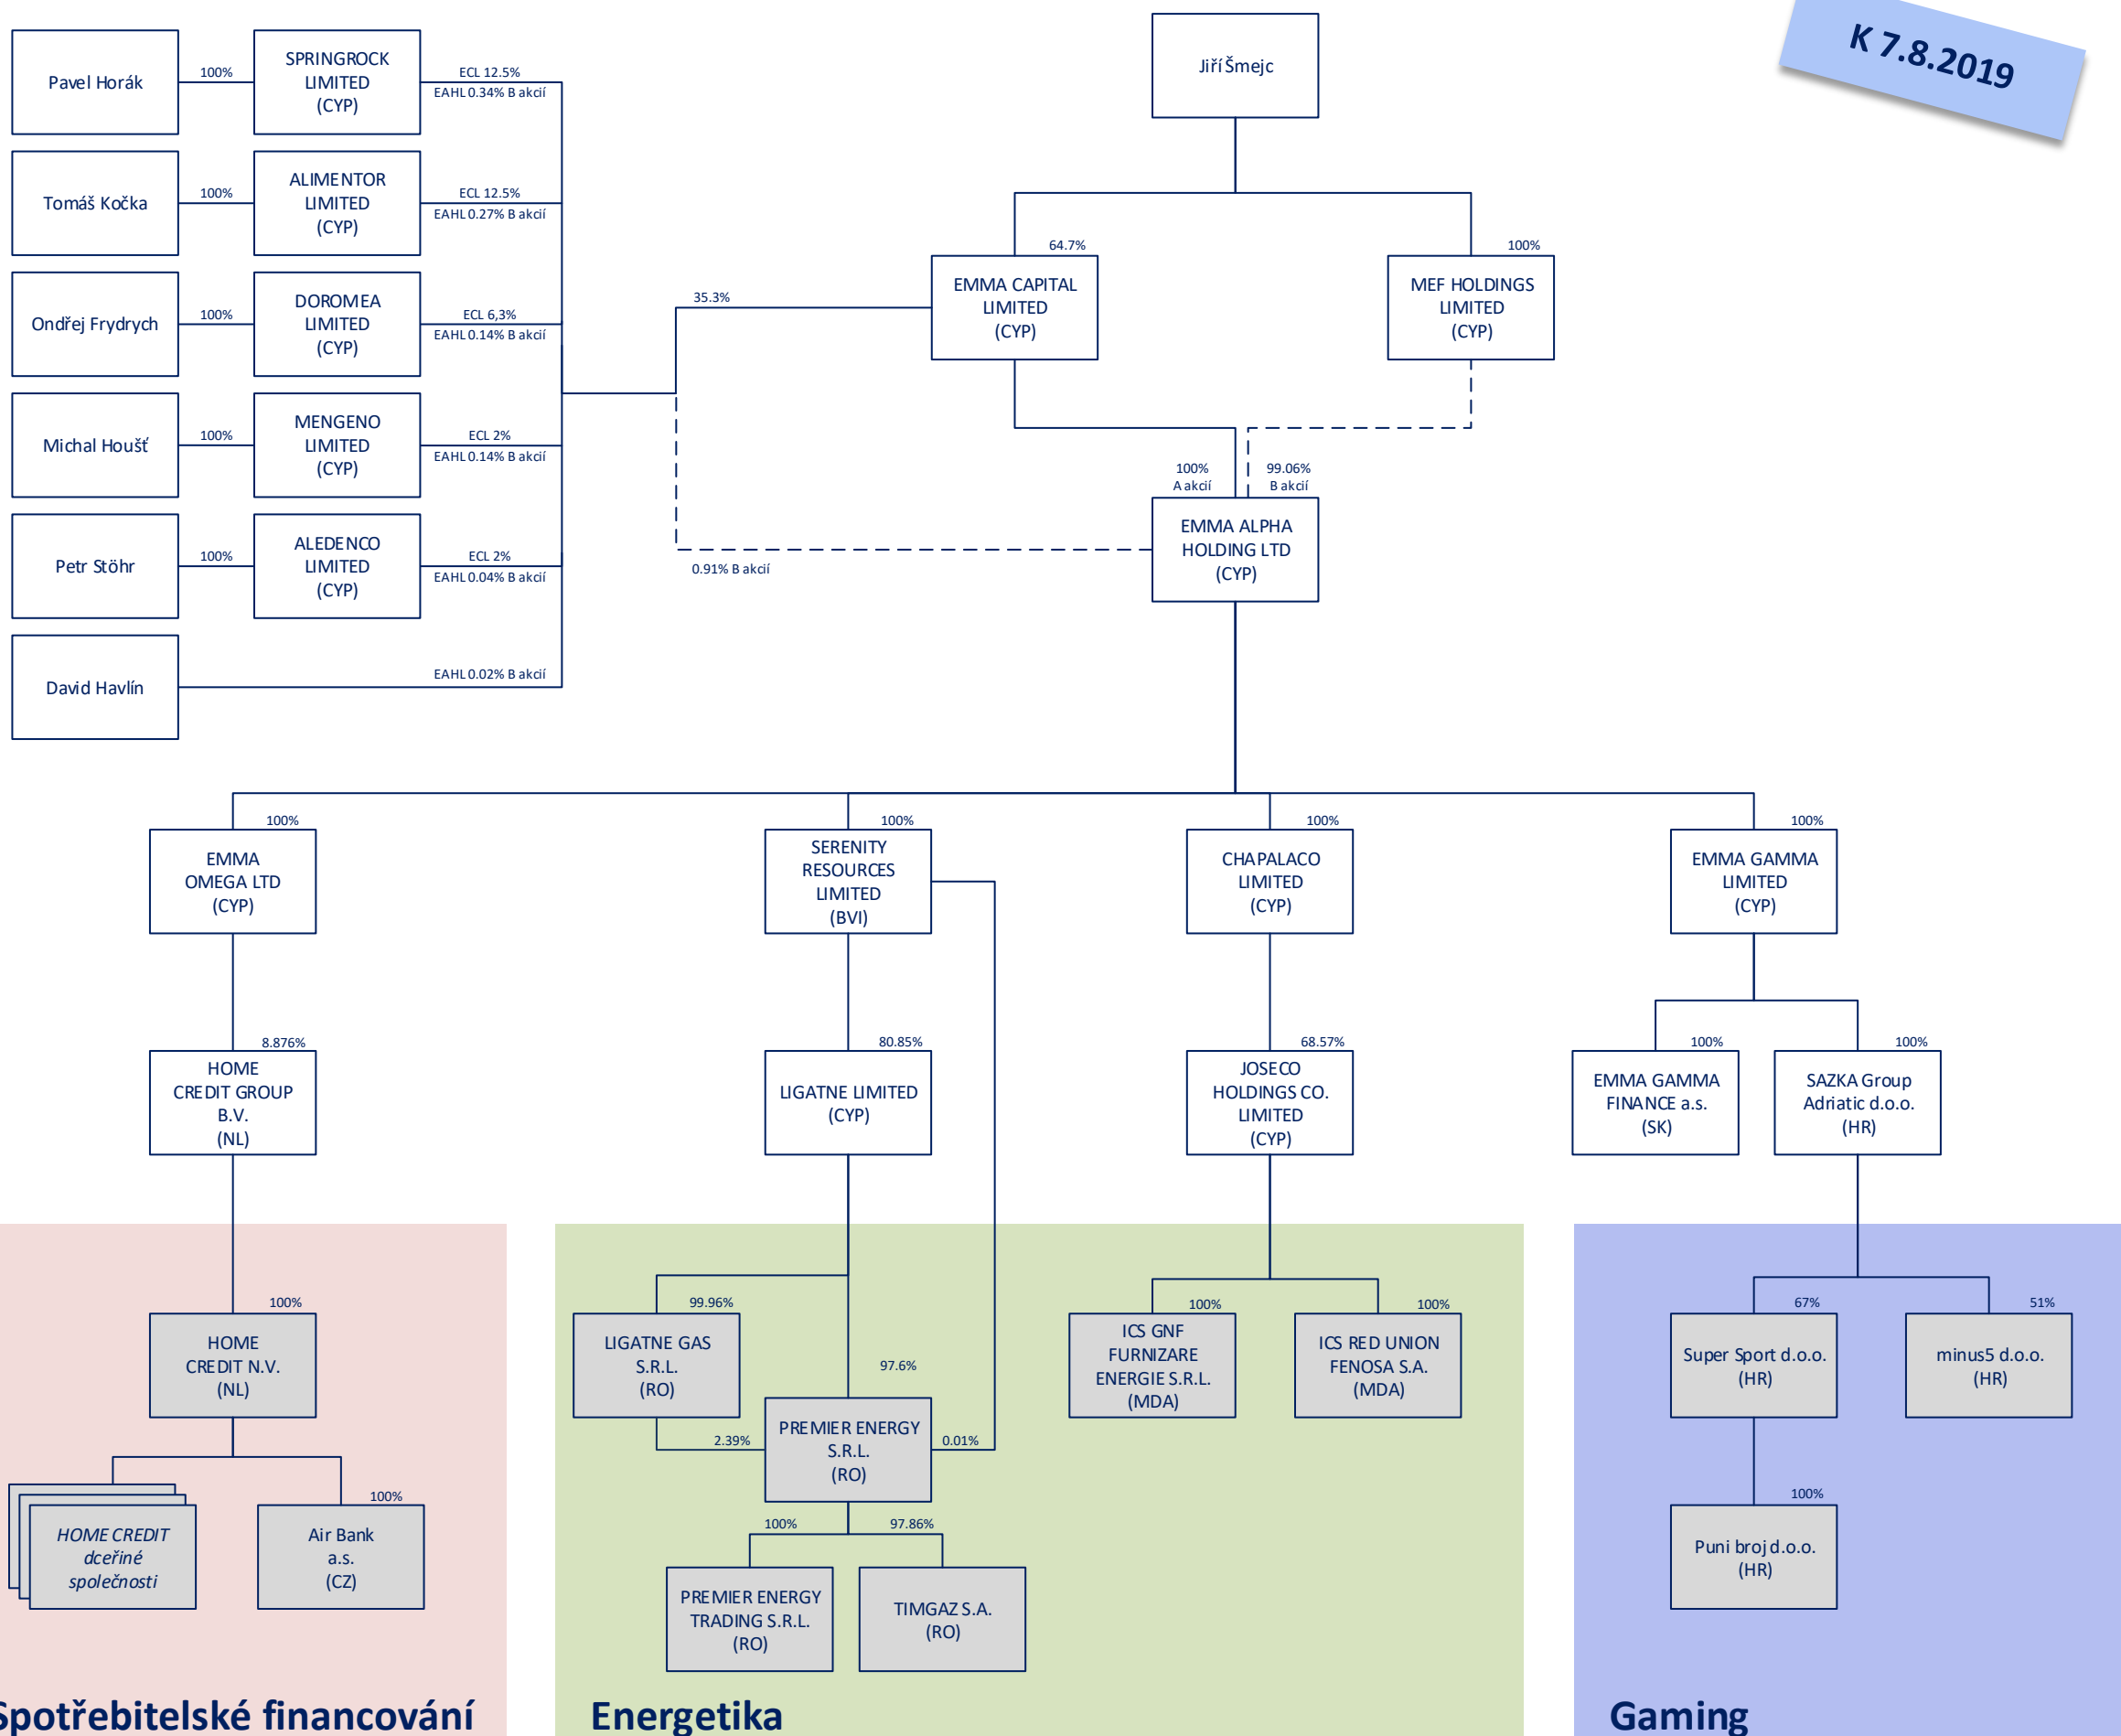 K 7.8.2019
Jiří Šmejc
Pavel Horák
100%
SPRINGROCK
LIMITED
(CYP)
ECL 12.5%
EAHL 0.34% B akcií
Tomáš Kočka
100%
ALIMENTOR
LIMITED
(CYP)
ECL 12.5%
EAHL 0.27% B akcií
Ondřej Frydrych
100%
DOROMEA
LIMITED
(CYP)
ECL 6,3%
EAHL 0.14% B akcií
Michal Houšť
100%
MENGENO
LIMITED
(CYP)
ECL 2%
EAHL 0.14% B akcií
Petr Stöhr
100%
ALEDENCO
LIMITED
(CYP)
ECL 2%
EAHL 0.04% B akcií
David Havlín
EAHL 0.02% B akcií
35.3%
64.7%
EMMA CAPITAL
LIMITED
(CYP)
100%
MEF HOLDINGS
LIMITED
(CYP)
100%
A akcií
99.06%
B akcií
0.91% B akcií
EMMA ALPHA
HOLDING LTD
(CYP)
100%
EMMA
OMEGA LTD
(CYP)
100%
SERENITY
RESOURCES
LIMITED
(BVI)
100%
CHAPALACO
LIMITED
(CYP)
100%
EMMA GAMMA
LIMITED
(CYP)
8.876%
HOME
CREDIT GROUP
B.V.
(NL)
80.85%
LIGATNE LIMITED
(CYP)
68.57%
JOSECO
HOLDINGS CO.
LIMITED
(CYP)
100%
EMMA GAMMA
FINANCE a.s.
(SK)
100%
SAZKA Group
Adriatic d.o.o.
(HR)
100%
HOME
CREDIT N.V.
(NL)
HOME CREDIT
dceřiné
společnosti
100%
Air Bank
a.s.
(CZ)
Spotřebitelské financování
99.96%
LIGATNE GAS
S.R.L.
(RO)
97.6%
2.39%
PREMIER ENERGY
S.R.L.
(RO)
0.01%
100%
ICS GNF
FURNIZARE
ENERGIE S.R.L.
(MDA)
100%
ICS RED UNION
FENOSA S.A.
(MDA)
100%
PREMIER ENERGY
TRADING S.R.L.
(RO)
97.86%
TIMGAZ S.A.
(RO)
Energetika
67%
Super Sport d.o.o.
(HR)
51%
minus5 d.o.o.
(HR)
100%
Puni broj d.o.o.
(HR)
Gaming